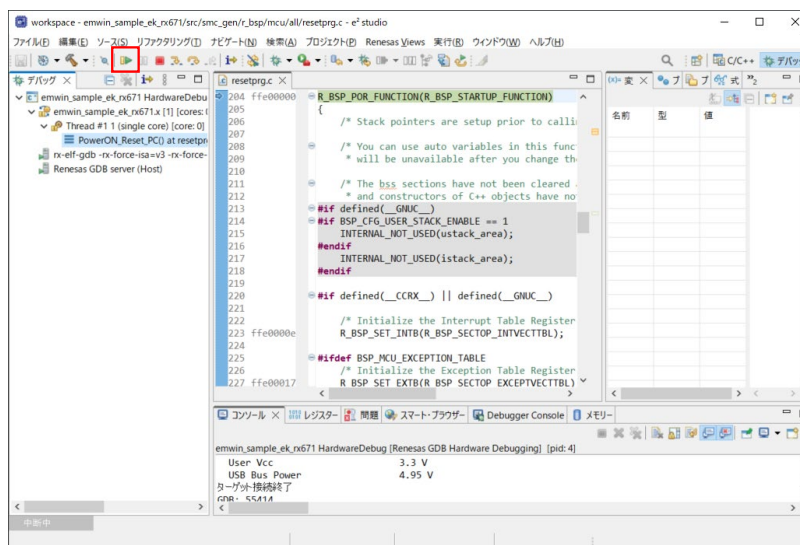 workspace - emwin_sample_ek_rx671/src/smc_gen/r_bsp/mcu/all/resetprg.c - e² studio
ファイル(F) 編集(E) ソース(S) リファクタリング(T) ナビゲート(N) 検索(A) プロジェクト(P) Renesas Views 実行(R) ウィンドウ(W) ヘルプ(H)
C/C++ デバッ
デバッグ
emwin_sample_ek_rx671 HardwareDebu
emwin_sample_ek_rx671.x [1] [cores:
Thread #1 1 (single core) [core: 0]
PowerON_Reset_PC() at resetpr
rx-elf-gdb -rx-force-isa=v3 -rx-force-
Renesas GDB server (Host)
resetprg.c
204 ffe00000 R_BSP_POR_FUNCTION(R_BSP_STARTUP_FUNCTION)
205 {
206 /* Stack pointers are setup prior to calli
207
208 /* You can use auto variables in this func
209 * will be unavailable after you change th
210
211 /* The bss sections have not been cleared
212 * and constructors of C++ objects have no
213 #if defined(__GNUC__)
214 #if BSP_CFG_USER_STACK_ENABLE == 1
215 INTERNAL_NOT_USED(ustack_area);
216 #endif
217 INTERNAL_NOT_USED(istack_area);
218 #endif
219
220 #if defined(__CCRX__) || defined(__GNUC__)
221
222 /* Initialize the Interrupt Table Register
223 ffe0000e R_BSP_SET_INTB(R_BSP_SECTOP_INTVECTTBL);
224
225 #ifdef BSP_MCU_EXCEPTION_TABLE
226 /* Initialize the Exception Table Register
227 ffe00017 R_BSP_SET_EXTB(R_BSP_SECTOP_EXCEPTVECTTBL)
(x)= 変 ブ ブ 式 »2
名前 型 値
コンソール レジスター 問題 スマート・ブラウザー Debugger Console メモリー
emwin_sample_ek_rx671 HardwareDebug [Renesas GDB Hardware Debugging] [pid: 4]
User Vcc 3.3 V
USB Bus Power 4.95 V
ターゲット接続終了
GDB: 55414
中断中